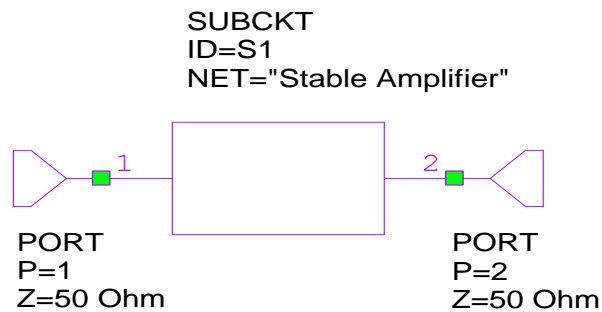 SUBCKT
ID=S1
NET="Stable Amplifier"
1
2
PORT
P=1
Z=50 Ohm
PORT
P=2
Z=50 Ohm